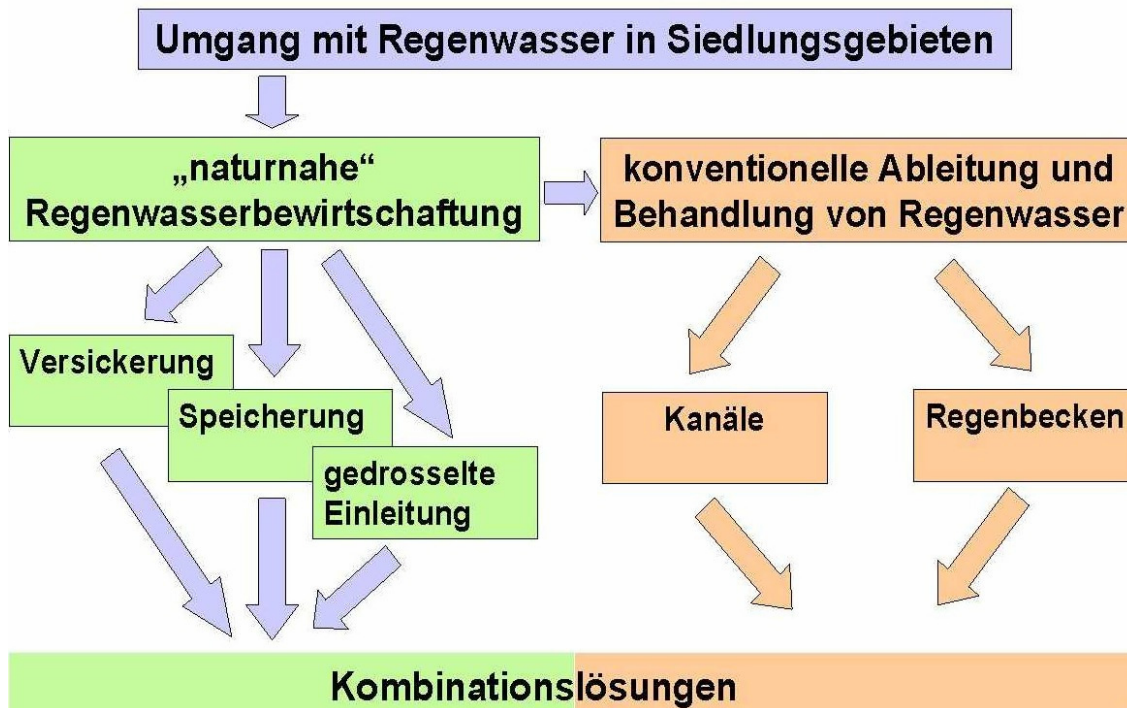 Umgang mit Regenwasser in Siedlungsgebieten
„naturnahe“
Regenwasserbewirtschaftung
konventionelle Ableitung und
Behandlung von Regenwasser
Versickerung
Speicherung
gedrosselte
Einleitung
Kanäle
Regenbecken
Kombinationslösungen